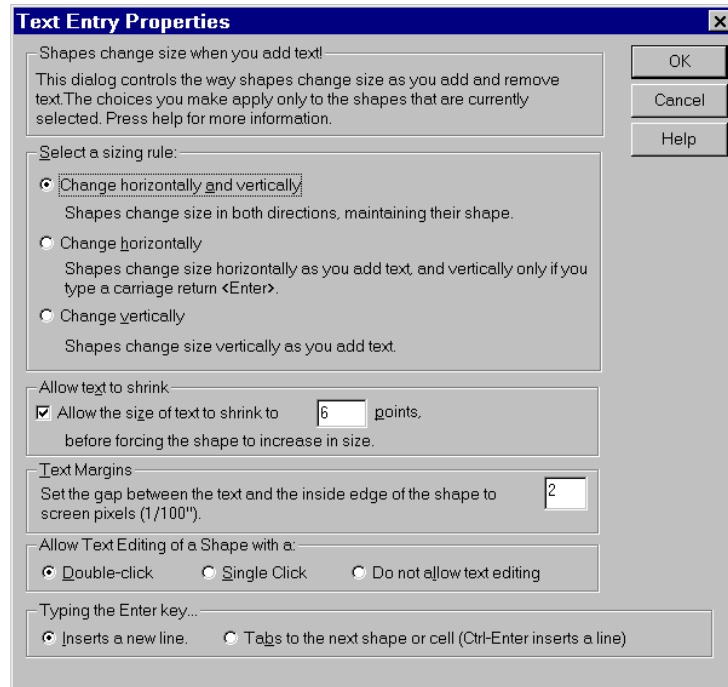 Text Entry Properties
Shapes change size when you add text!
This dialog controls the way shapes change size as you add and remove
text.The choices you make apply only to the shapes that are currently
selected. Press help for more information.
OK
Cancel
Help
Select a sizing rule:
Change horizontally and vertically
Shapes change size in both directions, maintaining their shape.
Change horizontally
Shapes change size horizontally as you add text, and vertically only if you
type a carriage return <Enter>.
Change vertically
Shapes change size vertically as you add text.
Allow text to shrink
Allow the size of text to shrink to 6 points,
before forcing the shape to increase in size.
Text Margins
Set the gap between the text and the inside edge of the shape to 2
screen pixels (1/100").
Allow Text Editing of a Shape with a:
Double-click Single Click Do not allow text editing
Typing the Enter key...
Inserts a new line. Tabs to the next shape or cell (Ctrl-Enter inserts a line)